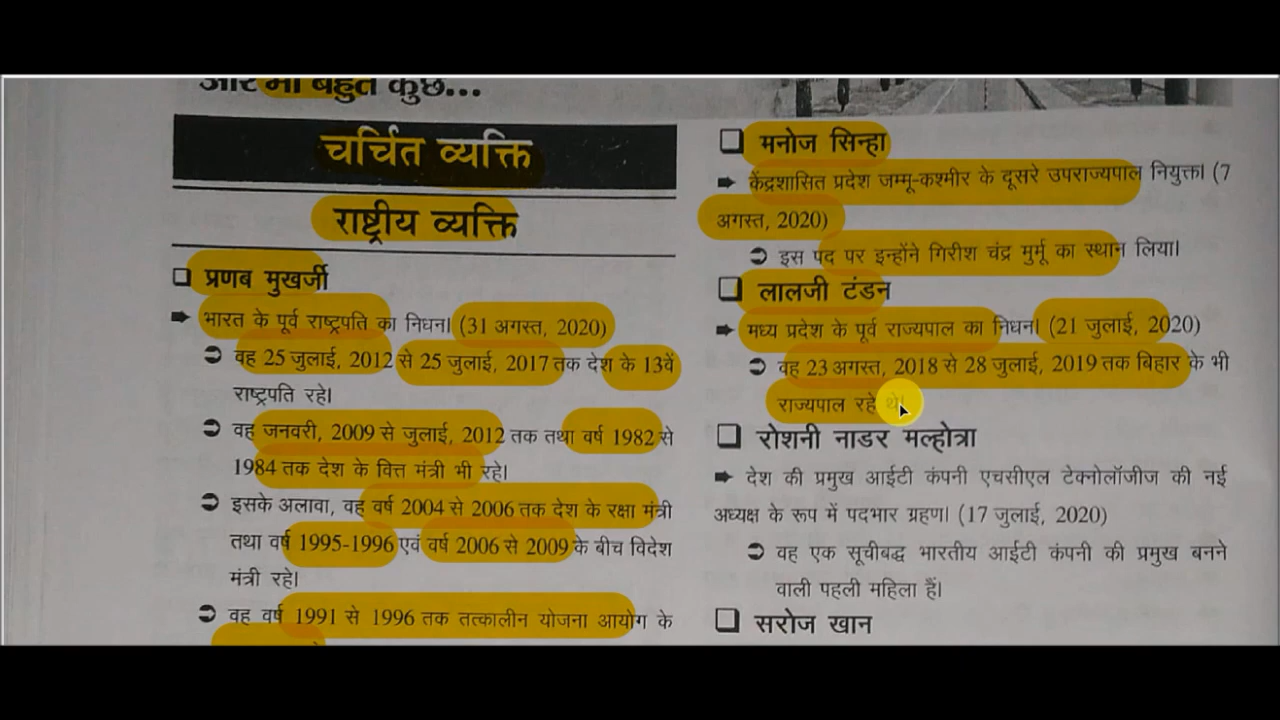 और भी बहुत कुछ...
चर्चित व्यक्ति
राष्ट्रीय व्यक्ति
प्रणब मुखर्जी
भारत के पूर्व राष्ट्रपति का निधन। (31 अगस्त, 2020)
वह 25 जुलाई, 2012 से 25 जुलाई, 2017 तक देश के 13वें
राष्ट्रपति रहे।
वह जनवरी, 2009 से जुलाई, 2012 तक तथा वर्ष 1982 से
1984 तक देश के वित्त मंत्री भी रहे।
इसके अलावा, वह वर्ष 2004 से 2006 तक देश के रक्षा मंत्री
तथा वर्ष 1995-1996 एवं वर्ष 2006 से 2009 के बीच विदेश
मंत्री रहे।
वह वर्ष 1991 से 1996 तक तत्कालीन योजना आयोग के
मनोज सिन्हा
केंद्रशासित प्रदेश जम्मू-कश्मीर के दूसरे उपराज्यपाल नियुक्त। (7
अगस्त, 2020)
इस पद पर इन्होंने गिरीश चंद्र मुर्मू का स्थान लिया।
लालजी टंडन
मध्य प्रदेश के पूर्व राज्यपाल का निधन। (21 जुलाई, 2020)
वह 23 अगस्त, 2018 से 28 जुलाई, 2019 तक बिहार के भी
राज्यपाल रहे थे।
रोशनी नाडर मल्होत्रा
देश की प्रमुख आईटी कंपनी एचसीएल टेक्नोलॉजीज की नई
अध्यक्ष के रूप में पदभार ग्रहण। (17 जुलाई, 2020)
वह एक सूचीबद्ध भारतीय आईटी कंपनी की प्रमुख बनने
वाली पहली महिला हैं।
सरोज खान